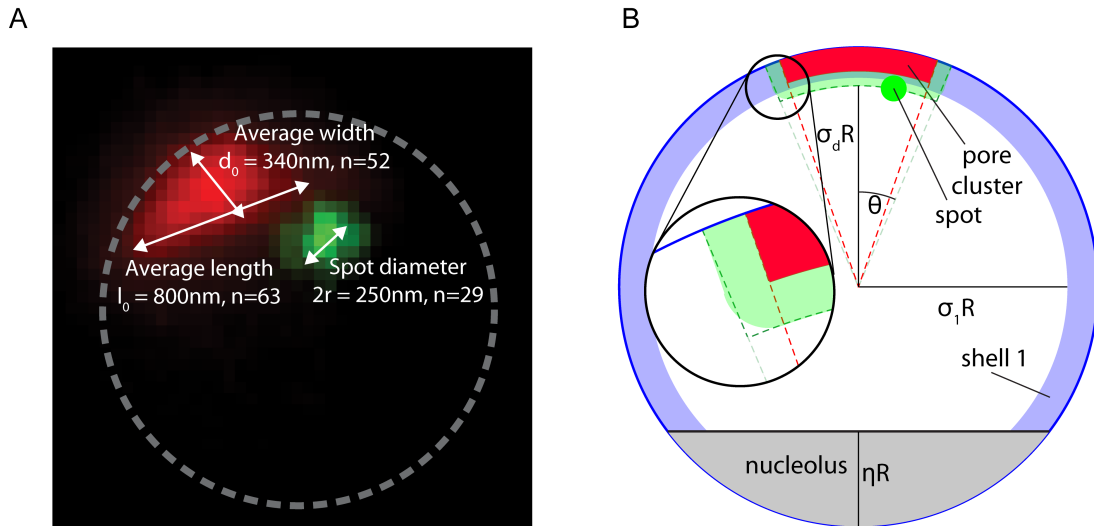 A
Average width
d₀ = 340nm, n=52
Average length
l₀ = 800nm, n=63
Spot diameter
2r = 250nm, n=29
B
σdR
θ
pore
cluster
spot
σ₁R
shell 1
nucleolus
ηR